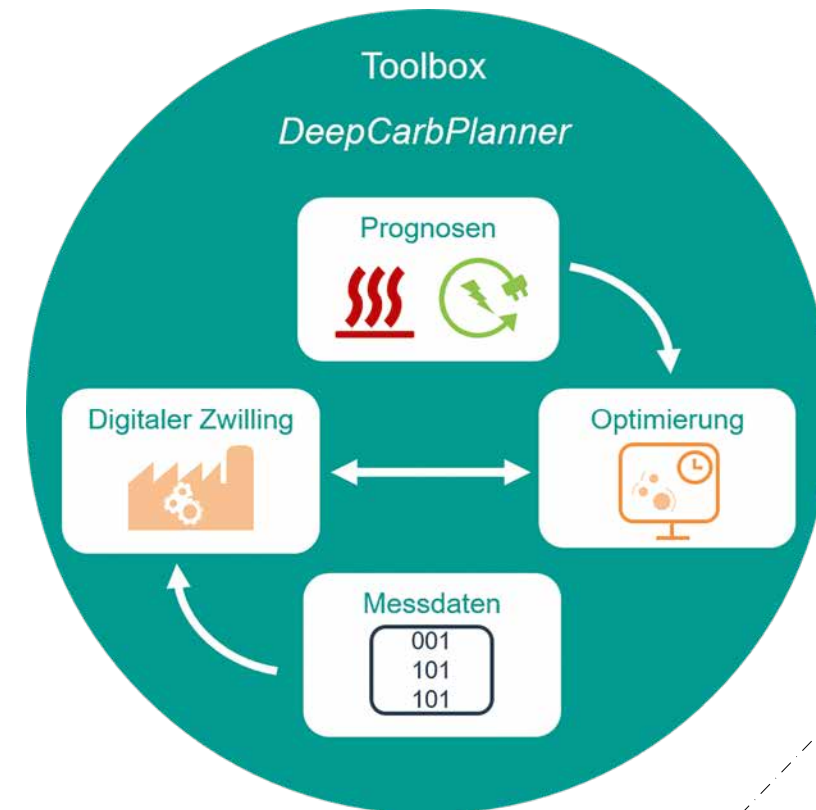 Toolbox
DeepCarbPlanner
Prognosen
Digitaler Zwilling
Optimierung
Messdaten
001
101
101